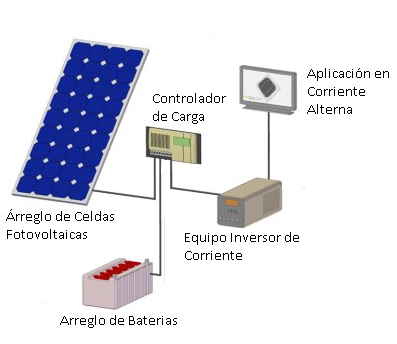 Aplicación en
Corriente
Alterna
Controlador
de Carga
Árreglo de Celdas
Fotovoltaicas
Equipo Inversor de
Corriente
Arreglo de Baterias